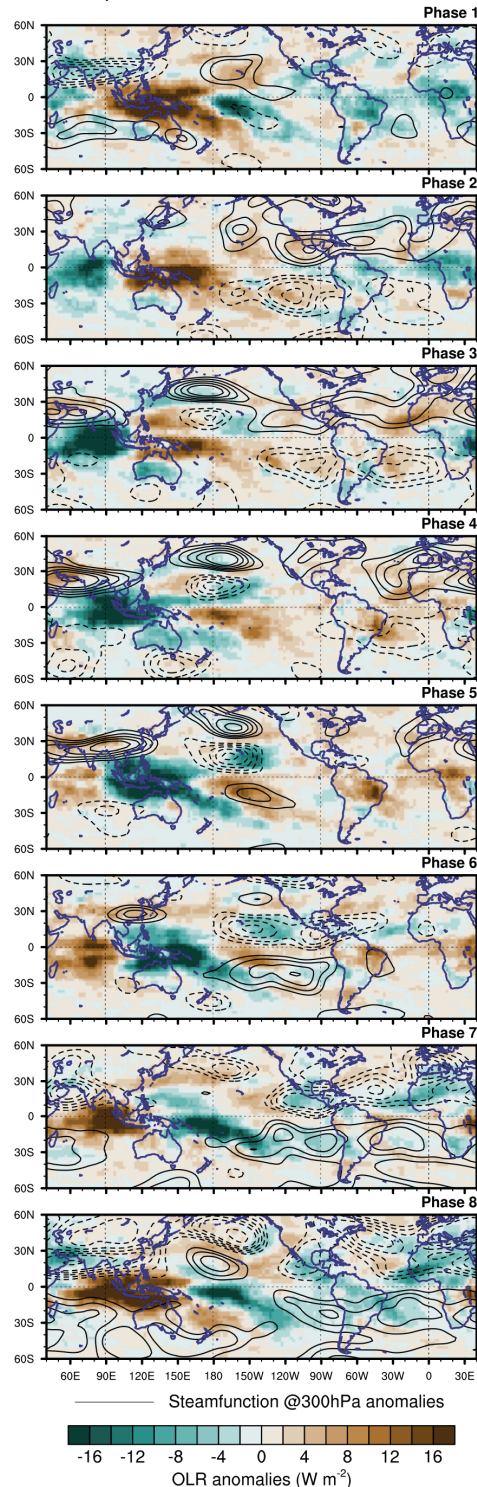 Phase 1
60N
30N
0
30S
60S
Phase 2
60N
30N
0
30S
60S
Phase 3
60N
30N
0
30S
60S
Phase 4
60N
30N
0
30S
60S
Phase 5
60N
30N
0
30S
60S
Phase 6
60N
30N
0
30S
60S
Phase 7
60N
30N
0
30S
60S
Phase 8
60N
30N
0
30S
60S
60E 90E 120E 150E 180 150W 120W 90W 60W 30W 0 30E
Steamfunction @300hPa anomalies
-16 -12 -8 -4 0 4 8 12 16
OLR anomalies (W m-2)